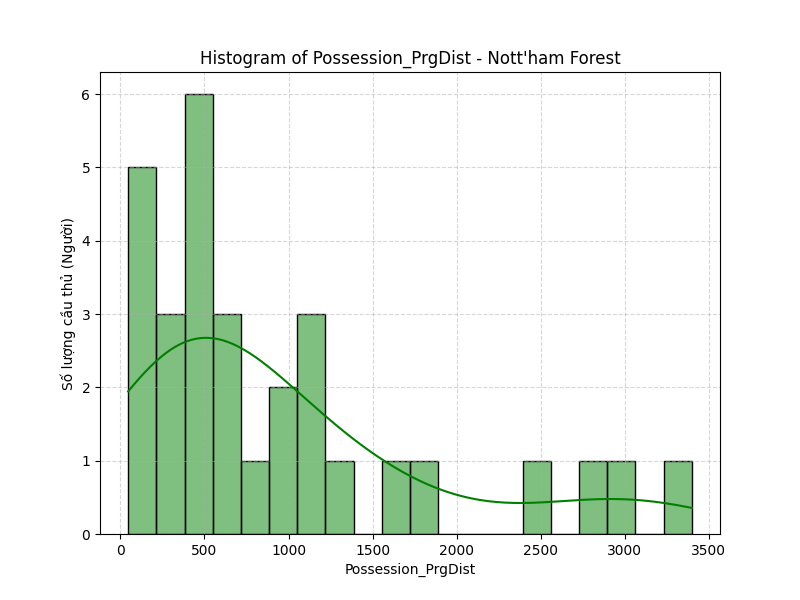 Histogram of Possession_PrgDist - Nott'ham Forest
Số lượng cầu thủ (Người)
6
5
4
3
2
1
0
0 500 1000 1500 2000 2500 3000 3500
Possession_PrgDist